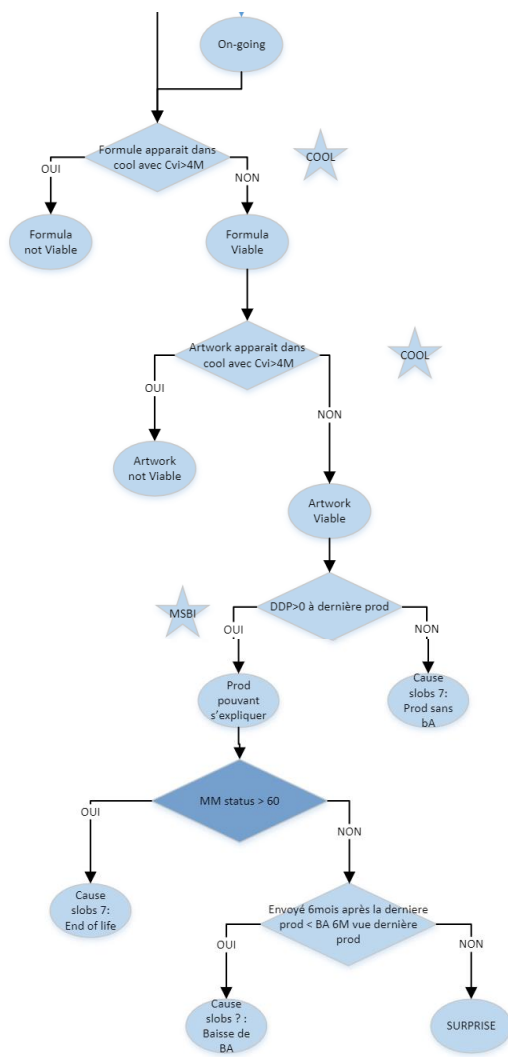 On-going
Formule apparait dans
cool avec Cvi>4M
COOL
OUI
NON
Formula
not Viable
Formula
Viable
Artwork apparaît dans
cool avec Cvi>4M
COOL
OUI
NON
Artwork
not Viable
Artwork
Viable
DDP>0 à dernière prod
MSBI
OUI
NON
Prod
pouvant
s’expliquer
Cause
slobs 7:
Prod sans
bA
MM status > 60
OUI
NON
Cause
slobs 7:
End of life
Envoyé 6mois après la derniere
prod < BA 6M vue dernière
prod
OUI
NON
Cause
slobs ? :
Baisse de
BA
SURPRISE